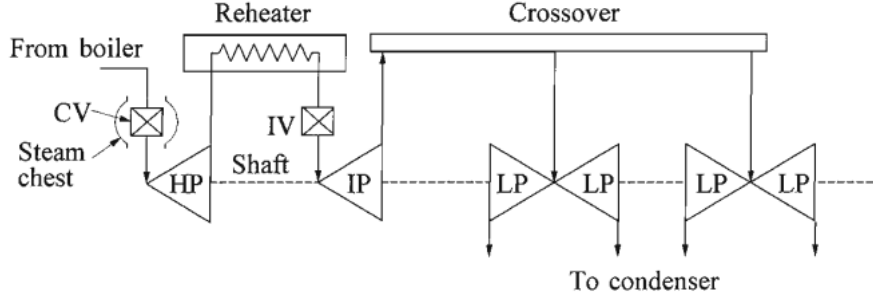 Reheater
Crossover
From boiler
CV
IV
Steam
chest
Shaft
HP
IP
LP
LP
LP
LP
To condenser